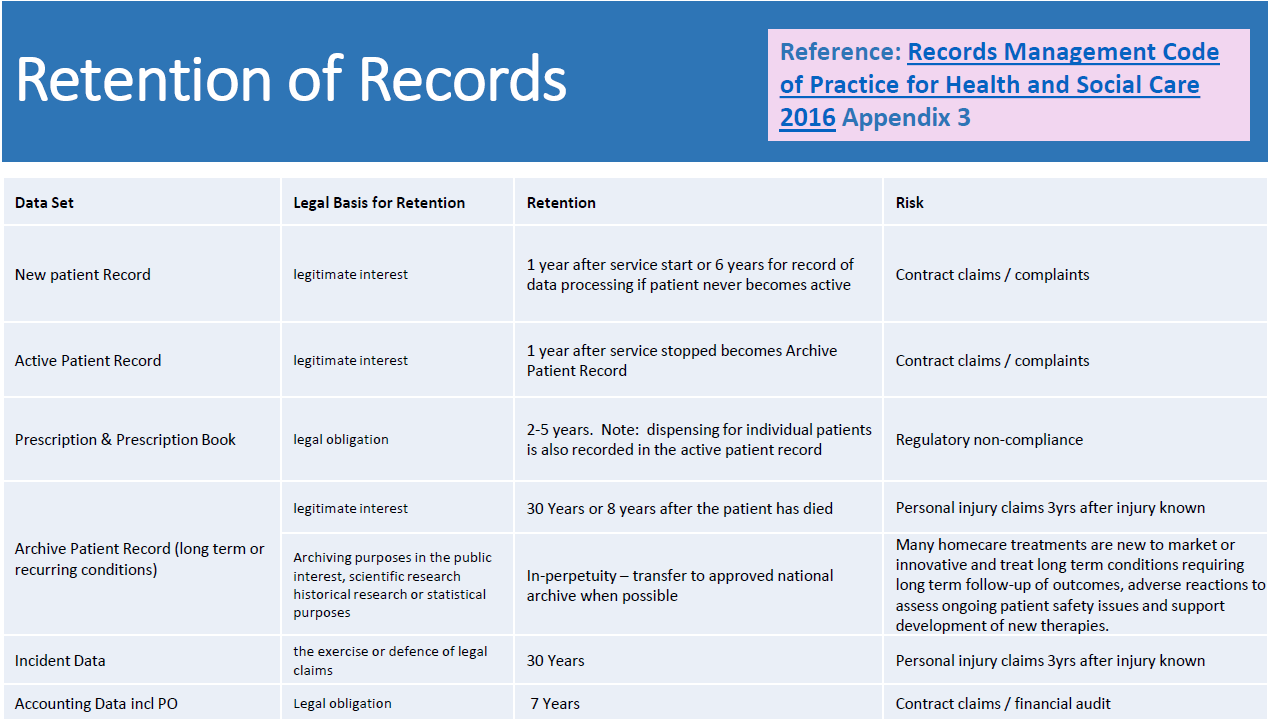 Retention of Records
Reference: Records Management Code
of Practice for Health and Social Care
2016 Appendix 3
Data Set
Legal Basis for Retention
Retention
Risk
New patient Record
legitimate interest
1 year after service start or 6 years for record of
data processing if patient never becomes active
Contract claims / complaints
Active Patient Record
legitimate interest
1 year after service stopped becomes Archive
Patient Record
Contract claims / complaints
Prescription & Prescription Book
legal obligation
2-5 years.  Note:  dispensing for individual patients
is also recorded in the active patient record
Regulatory non-compliance
Archive Patient Record (long term or
recurring conditions)
legitimate interest
30 Years or 8 years after the patient has died
Personal injury claims 3yrs after injury known
Archiving purposes in the public
interest, scientific research
historical research or statistical
purposes
In-perpetuity – transfer to approved national
archive when possible
Many homecare treatments are new to market or
innovative and treat long term conditions requiring
long term follow-up of outcomes, adverse reactions to
assess ongoing patient safety issues and support
development of new therapies.
Incident Data
the exercise or defence of legal
claims
30 Years
Personal injury claims 3yrs after injury known
Accounting Data incl PO
Legal obligation
7 Years
Contract claims / financial audit